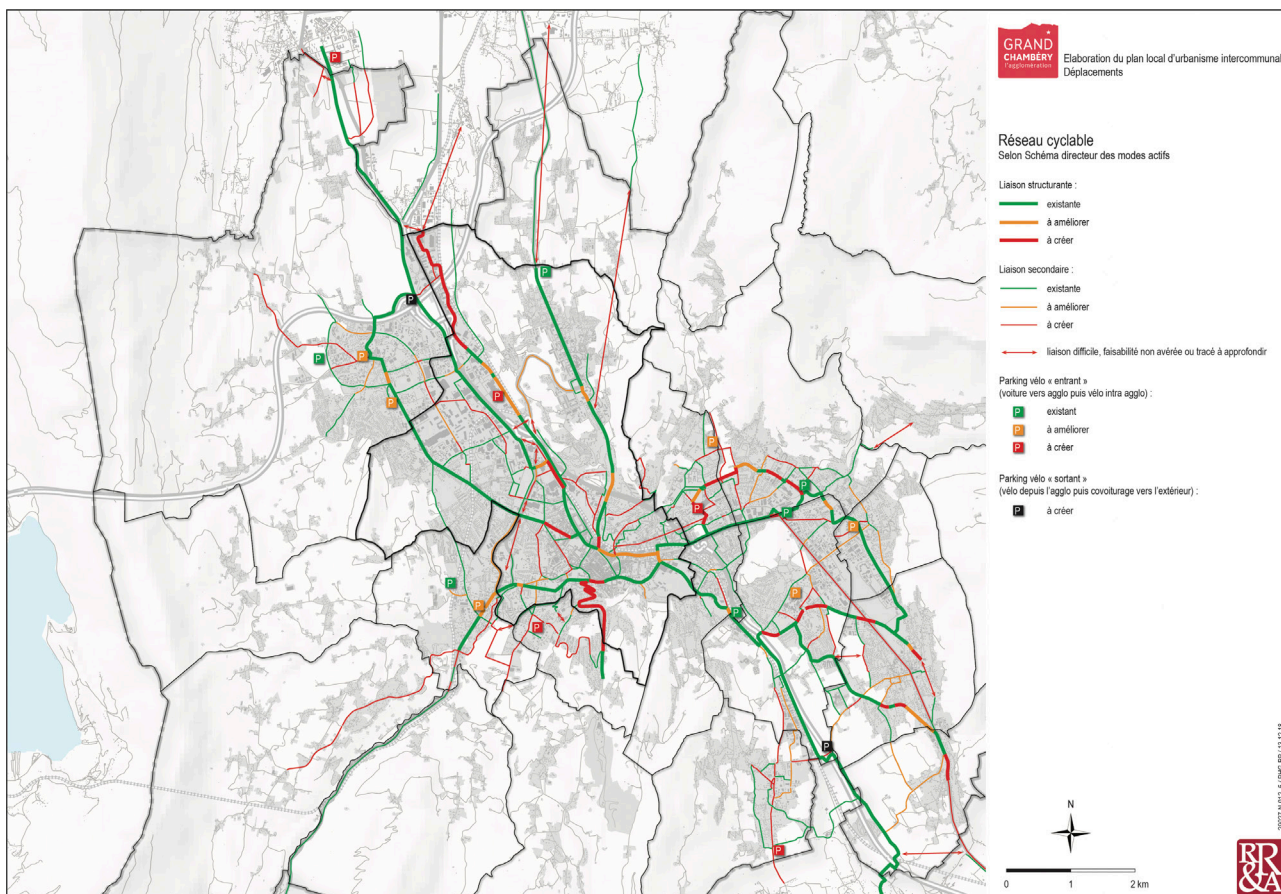 GRAND
CHAMBÉRY
l'agglomération
Elaboration du plan local d'urbanisme intercommunal
Déplacements
Réseau cyclable
Selon Schéma directeur des modes actifs
Liaison structurante :
existante
à améliorer
à créer
Liaison secondaire :
existante
à améliorer
à créer
liaison difficile, faisabilité non avérée ou tracé à approfondir
Parking vélo « entrant »
(voiture vers agglo puis vélo intra agglo) :
P existant
P à améliorer
P à créer
Parking vélo « sortant »
(vélo depuis l'agglo puis covoiturage vers l'extérieur) :
P à créer
N
0 1 2 km
RR
&A